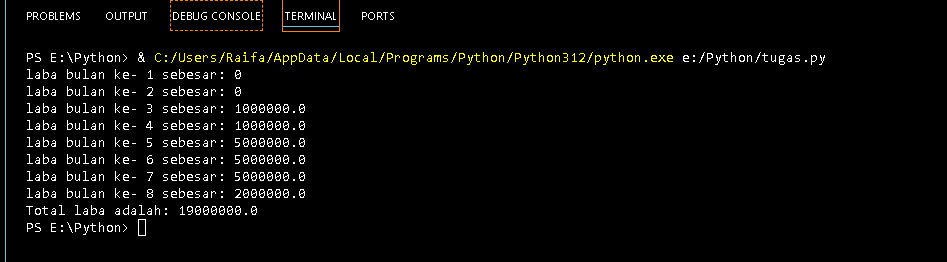 PROBLEMS OUTPUT DEBUG CONSOLE TERMINAL PORTS
PS E:\Python> & C:/Users/Raifa/AppData/Local/Programs/Python/Python312/python.exe e:/Python/tugas.py
laba bulan ke- 1 sebesar: 0
laba bulan ke- 2 sebesar: 0
laba bulan ke- 3 sebesar: 1000000.0
laba bulan ke- 4 sebesar: 1000000.0
laba bulan ke- 5 sebesar: 5000000.0
laba bulan ke- 6 sebesar: 5000000.0
laba bulan ke- 7 sebesar: 5000000.0
laba bulan ke- 8 sebesar: 2000000.0
Total laba adalah: 19000000.0
PS E:\Python>